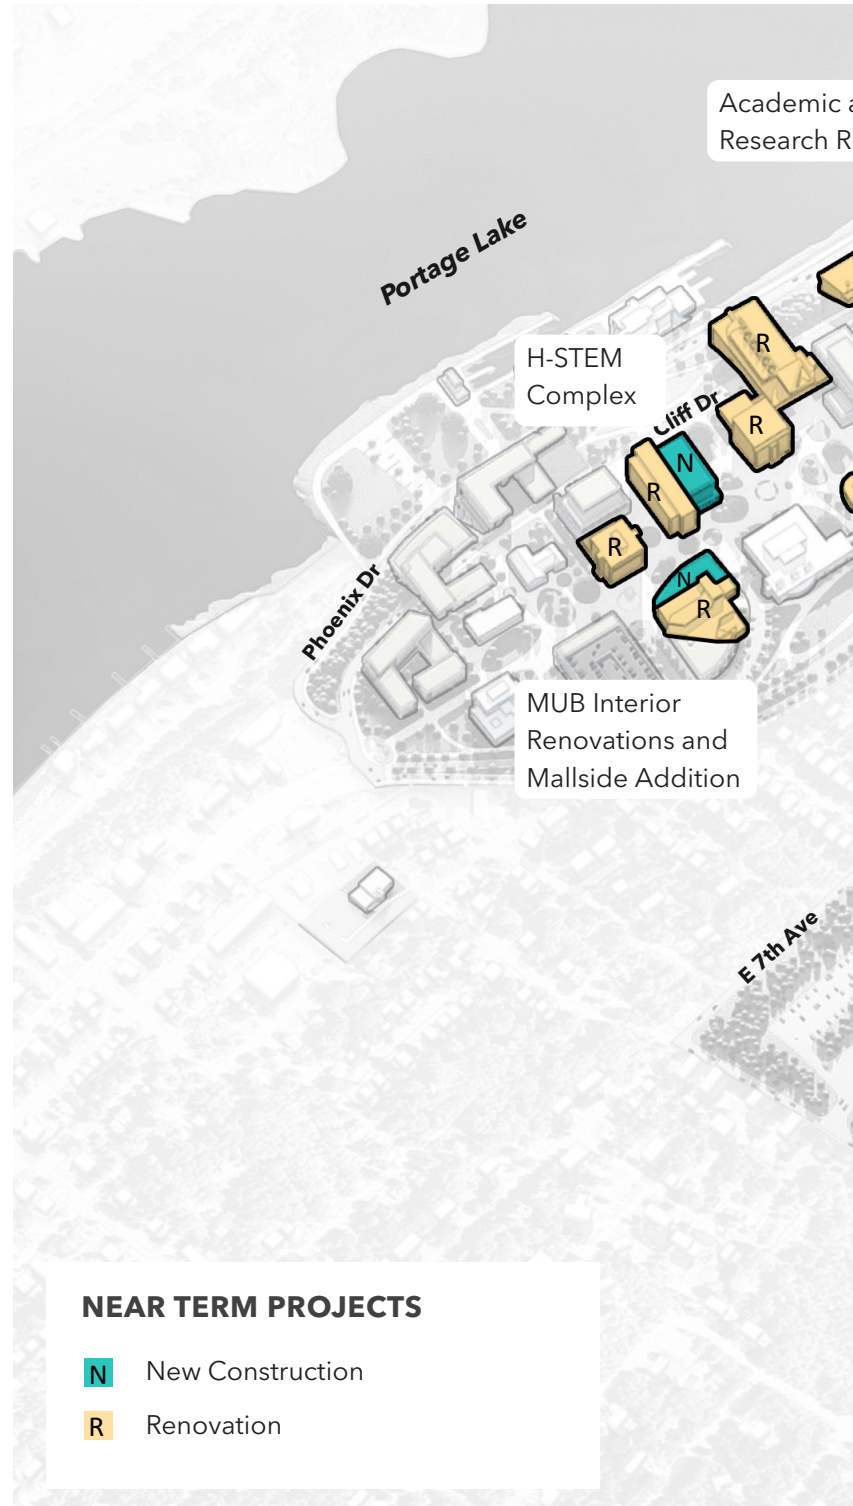 Academic a
Research R
Portage Lake
R
H-STEM
Complex
Cliff Dr
R
N
R
R
N
R
Phoenix Dr
MUB Interior
Renovations and
Mallside Addition
E 7th Ave
NEAR TERM PROJECTS
N New Construction
R Renovation